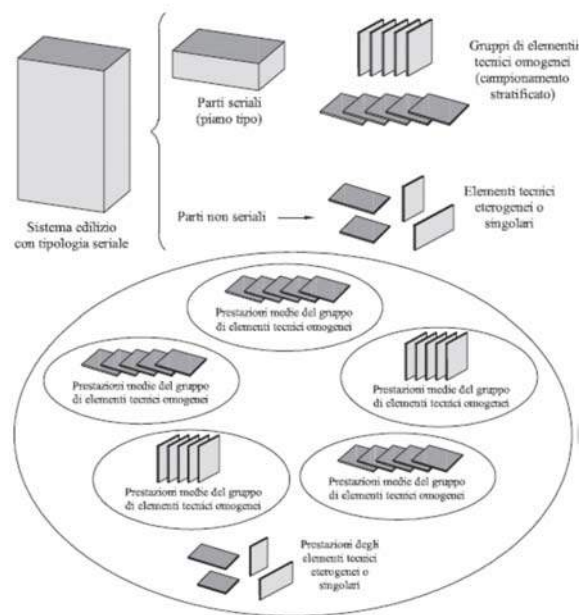 Parti seriali
(piano tipo)
Gruppi di elementi
tecnici omogenei
(campionamento
stratificato)
Sistema edilizio
con tipologia seriale
Parti non seriali
Elementi tecnici
eterogenei o
singolari
Prestazioni medie del gruppo
di elementi tecnici omogenei
Prestazioni medie del gruppo
di elementi tecnici omogenei
Prestazioni medie del gruppo
di elementi tecnici omogenei
Prestazioni medie del gruppo
di elementi tecnici omogenei
Prestazioni medie del gruppo
di elementi tecnici omogenei
Prestazioni degli
elementi tecnici
eterogenei o
singolari